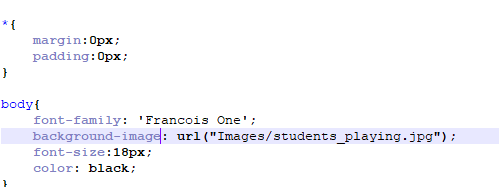 *{
margin:0px;
padding:0px;
}
body{
font-family: 'Francois One';
background-image: url("Images/students_playing.jpg");
font-size:18px;
color: black;
}